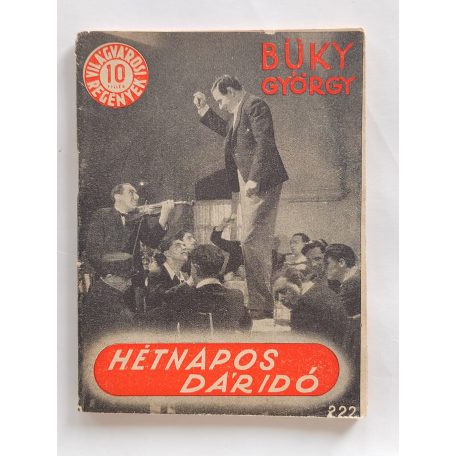 VILÁGVÁROSI
10
FILLÉR
REGÉNYEK
BÜKY
GYÖRGY
HÉTNAPOS
DÁRIDÓ
222